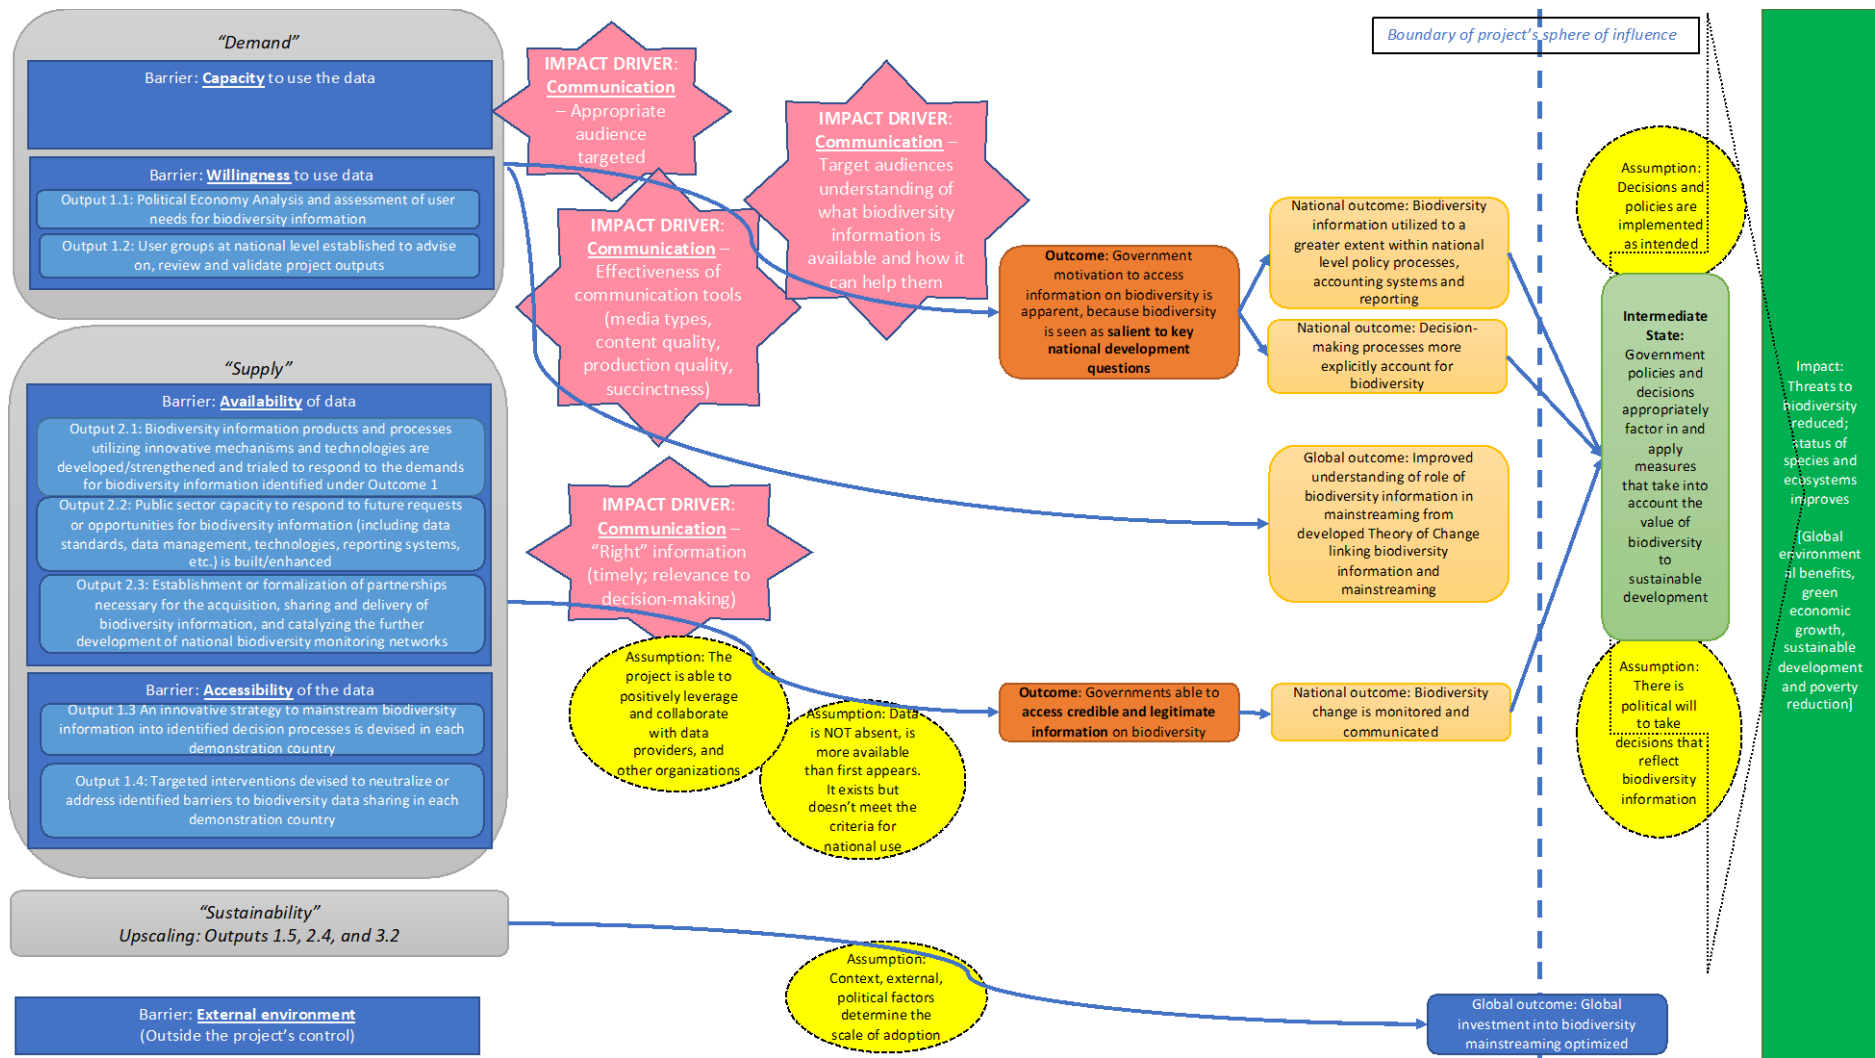 “Demand”
Barrier: Capacity to use the data
Barrier: Willingness to use data
Output 1.1: Political Economy Analysis and assessment of user
needs for biodiversity information
Output 1.2: User groups at national level established to advise
on, review and validate project outputs
“Supply”
Barrier: Availability of data
Output 2.1: Biodiversity information products and processes
utilizing innovative mechanisms and technologies are
developed/strengthened and trialed to respond to the demands
for biodiversity information identified under Outcome 1
Output 2.2: Public sector capacity to respond to future requests
or opportunities for biodiversity information (including data
standards, data management, technologies, reporting systems,
etc.) is built/enhanced
Output 2.3: Establishment or formalization of partnerships
necessary for the acquisition, sharing and delivery of
biodiversity information, and catalyzing the further
development of national biodiversity monitoring networks
Barrier: Accessibility of the data
Output 1.3 An innovative strategy to mainstream biodiversity
information into identified decision processes is devised in each
demonstration country
Output 1.4: Targeted interventions devised to neutralize or
address identified barriers to biodiversity data sharing in each
demonstration country
“Sustainability”
Upscaling: Outputs 1.5, 2.4, and 3.2
Barrier: External environment
(Outside the project’s control)
IMPACT DRIVER:
Communication
– Appropriate
audience
targeted
IMPACT DRIVER:
Communication –
Target audiences
understanding of
what biodiversity
information is
available and how it
can help them
IMPACT DRIVER:
Communication –
Effectiveness of
communication tools
(media types,
content quality,
production quality,
succinctness)
IMPACT DRIVER:
Communication –
“Right” information
(timely; relevance to
decision-making)
Assumption: The
project is able to
positively leverage
and collaborate
with data
providers, and
other organizations
Assumption: Data
is NOT absent, is
more available
than first appears.
It exists but
doesn’t meet the
criteria for
national use
Assumption:
Context, external,
political factors
determine the
scale of adoption
Outcome: Government
motivation to access
information on biodiversity is
apparent, because biodiversity
is seen as salient to key
national development
questions
Outcome: Governments able to
access credible and legitimate
information on biodiversity
National outcome: Biodiversity
information utilized to a
greater extent within national
level policy processes,
accounting systems and
reporting
National outcome: Decision-
making processes more
explicitly account for
biodiversity
Global outcome: Improved
understanding of role of
biodiversity information in
mainstreaming from
developed Theory of Change
linking biodiversity
information and
mainstreaming
National outcome: Biodiversity
change is monitored and
communicated
Global outcome: Global
investment into biodiversity
mainstreaming optimized
Boundary of project’s sphere of influence
Assumption:
Decisions and
policies are
implemented
as intended
Intermediate
State:
Government
policies and
decisions
appropriately
factor in and
apply
measures
that take into
account the
value of
biodiversity
to
sustainable
development
Assumption:
There is
political will
to take
decisions that
reflect
biodiversity
information
Impact:
Threats to
biodiversity
reduced;
status of
species and
ecosystems
improves
[Global
environment
al benefits,
green
economic
growth,
sustainable
development
and poverty
reduction]